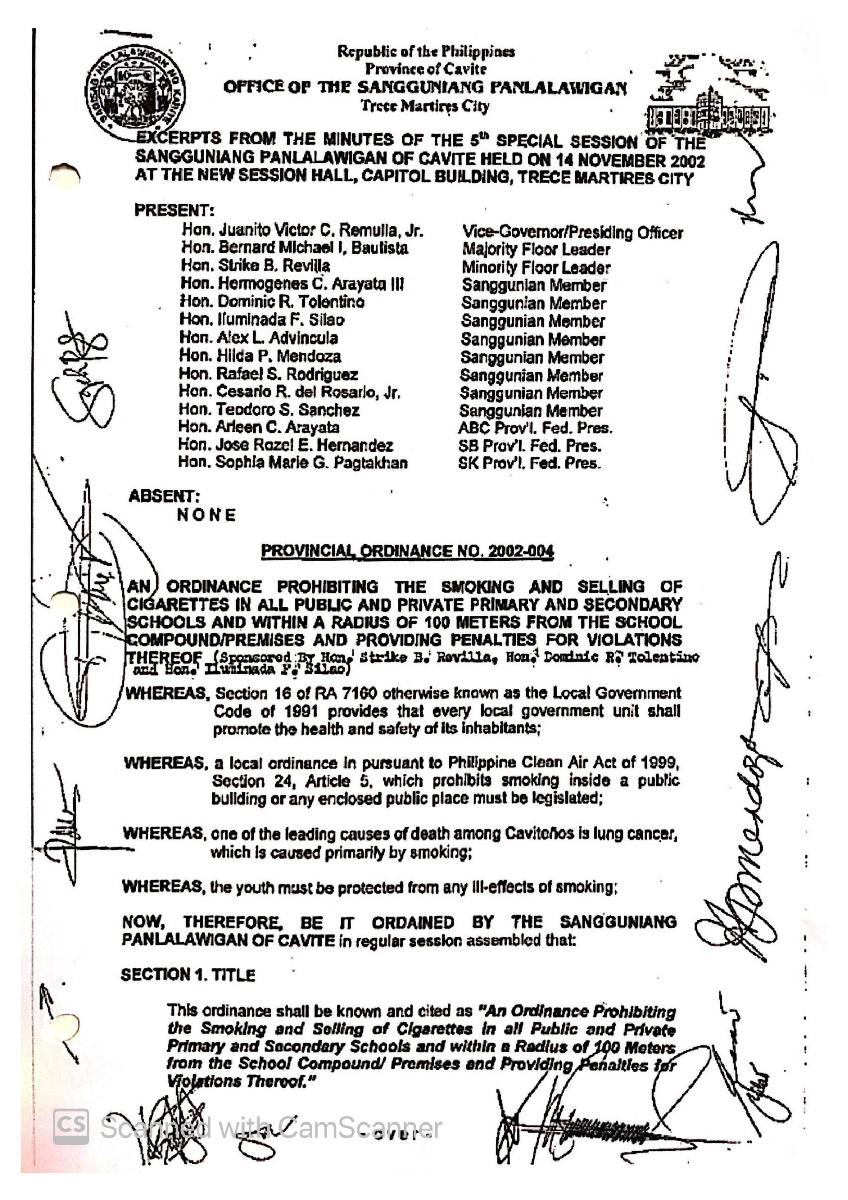 Republic of the Philippines
Province of Cavite
OFFICE OF THE SANGGUNIANG PANLALAWIGAN
Trece Martires City
EXCERPTS FROM THE MINUTES OF THE 5th SPECIAL SESSION OF THE
SANGGUNIANG PANLALAWIGAN OF CAVITE HELD ON 14 NOVEMBER 2002
AT THE NEW SESSION HALL, CAPITOL BUILDING, TRECE MARTIRES CITY
PRESENT:
Hon. Juanito Victor C. Remulla, Jr. Vice-Governor/Presiding Officer
Hon. Bernard Michael I. Bautista Majority Floor Leader
Hon. Strike B. Revilla Minority Floor Leader
Hon. Hermogenes C. Arayata III Sanggunian Member
Hon. Dominic R. Tolentino Sanggunian Member
Hon. Iluminada F. Silao Sanggunian Member
Hon. Alex L. Advincula Sanggunian Member
Hon. Hilda P. Mendoza Sanggunian Member
Hon. Rafael S. Rodriguez Sanggunian Member
Hon. Cesario R. del Rosario, Jr. Sanggunian Member
Hon. Teodoro S. Sanchez Sanggunian Member
Hon. Arleen C. Arayata ABC Prov'l. Fed. Pres.
Hon. Jose Rozel E. Hernandez SB Prov'l. Fed. Pres.
Hon. Sophia Marie G. Pagtakhan SK Prov'l. Fed. Pres.
ABSENT:
NONE
PROVINCIAL ORDINANCE NO. 2002-004
AN ORDINANCE PROHIBITING THE SMOKING AND SELLING OF
CIGARETTES IN ALL PUBLIC AND PRIVATE PRIMARY AND SECONDARY
SCHOOLS AND WITHIN A RADIUS OF 100 METERS FROM THE SCHOOL
COMPOUND/PREMISES AND PROVIDING PENALTIES FOR VIOLATIONS
THEREOF (Sponsored By Hon. Strike B. Revilla, Hon. Dominic R. Tolentino
and Hon. Iluminada F. Silao)
WHEREAS, Section 16 of RA 7160 otherwise known as the Local Government
Code of 1991 provides that every local government unit shall
promote the health and safety of its inhabitants;
WHEREAS, a local ordinance in pursuant to Philippine Clean Air Act of 1999,
Section 24, Article 5, which prohibits smoking inside a public
building or any enclosed public place must be legislated;
WHEREAS, one of the leading causes of death among Caviteños is lung cancer,
which is caused primarily by smoking;
WHEREAS, the youth must be protected from any ill-effects of smoking;
NOW, THEREFORE, BE IT ORDAINED BY THE SANGGUNIANG
PANLALAWIGAN OF CAVITE in regular session assembled that:
SECTION 1. TITLE
This ordinance shall be known and cited as "An Ordinance Prohibiting
the Smoking and Selling of Cigarettes in all Public and Private
Primary and Secondary Schools and within a Radius of 100 Meters
from the School Compound/ Premises and Providing Penalties for
Violations Thereof."
CS Scanned with CamScanner